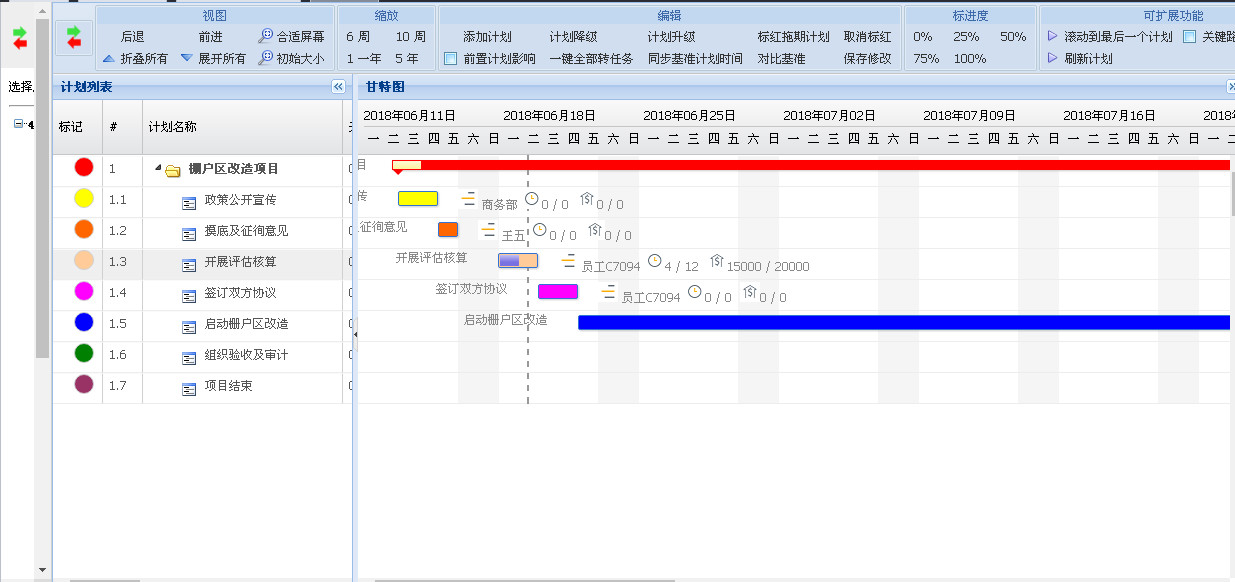 视图 缩放 编辑 标进度 可扩展功能
后退 前进 合适屏幕 6 周 10 周 添加计划 计划降级 计划升级 标红拖期计划 取消标红 0% 25% 50% 滚动到最后一个计划 关键路
折叠所有 展开所有 初始大小 1 一年 5 年 前置计划影响 一键全部转任务 同步基准计划时间 对比基准 保存修改 75% 100% 刷新计划
选择
计划列表 甘特图
4
标记 # 计划名称
2018年06月11日 2018年06月18日 2018年06月25日 2018年07月02日 2018年07月09日 2018年07月16日 2018
一 二 三 四 五 六 日 一 二 三 四 五 六 日 一 二 三 四 五 六 日 一 二 三 四 五 六 日 一 二 三 四 五 六 日 一 二 三 四 五 六 日 一 二
1 棚户区改造项目 目
1.1 政策公开宣传 传 商务部 0 / 0 0 / 0
1.2 摸底及征徇意见 征徇意见 王五 0 / 0 0 / 0
1.3 开展评估核算 开展评估核算 员工C7094 4 / 12 15000 / 20000
1.4 签订双方协议 签订双方协议 员工C7094 0 / 0 0 / 0
1.5 启动棚户区改造 启动棚户区改造
1.6 组织验收及审计
1.7 项目结束